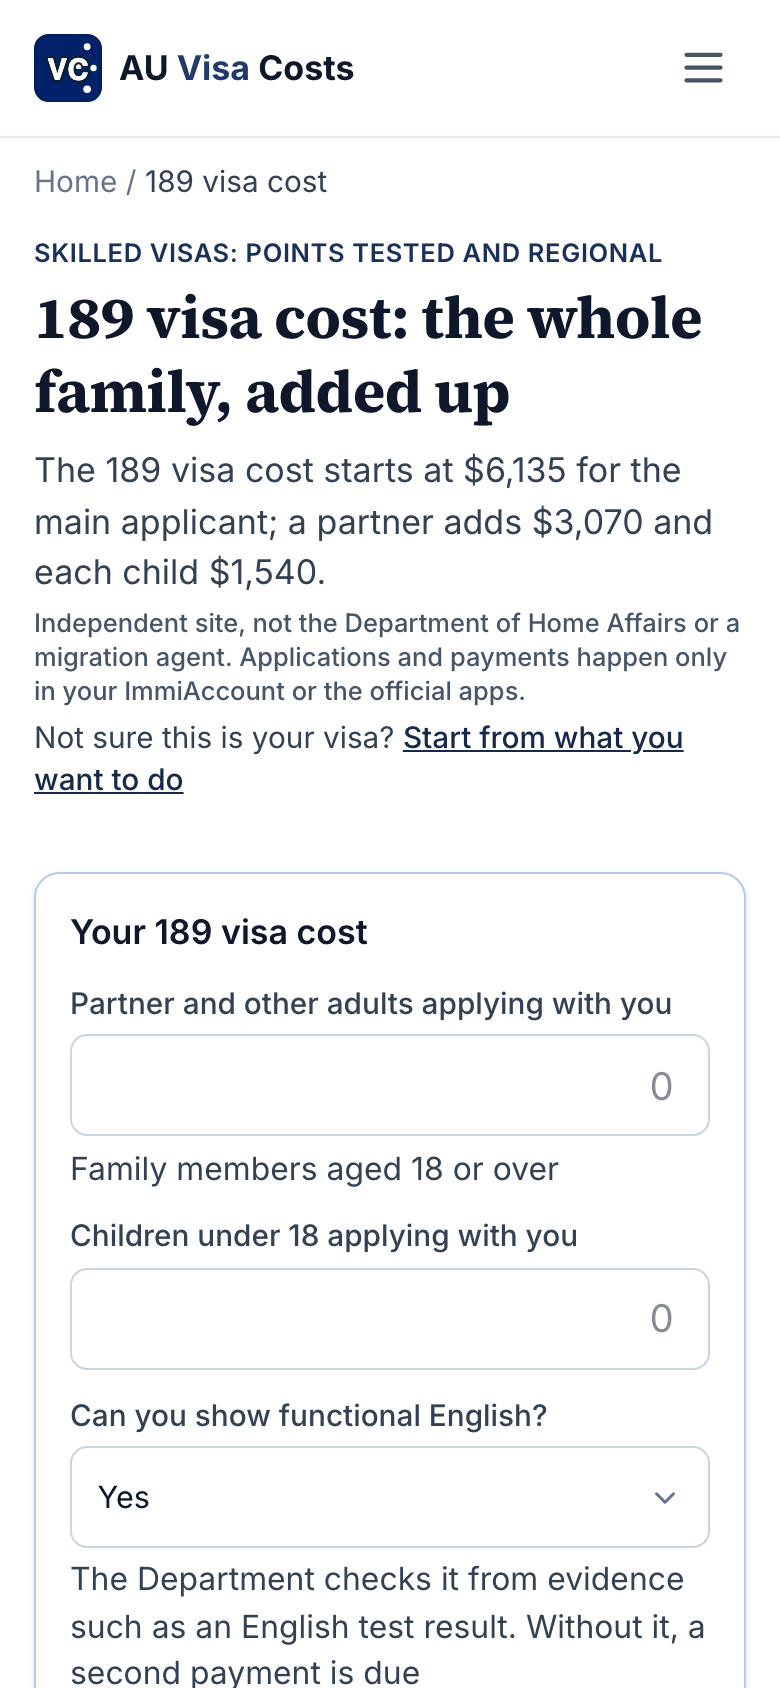 VC
AU Visa Costs
Home / 189 visa cost
SKILLED VISAS: POINTS TESTED AND REGIONAL
189 visa cost: the whole
family, added up
The 189 visa cost starts at $6,135 for the
main applicant; a partner adds $3,070 and
each child $1,540.
Independent site, not the Department of Home Affairs or a
migration agent. Applications and payments happen only
in your ImmiAccount or the official apps.
Not sure this is your visa? Start from what you
want to do
Your 189 visa cost
Partner and other adults applying with you
0
Family members aged 18 or over
Children under 18 applying with you
0
Can you show functional English?
Yes
The Department checks it from evidence
such as an English test result. Without it, a
second payment is due